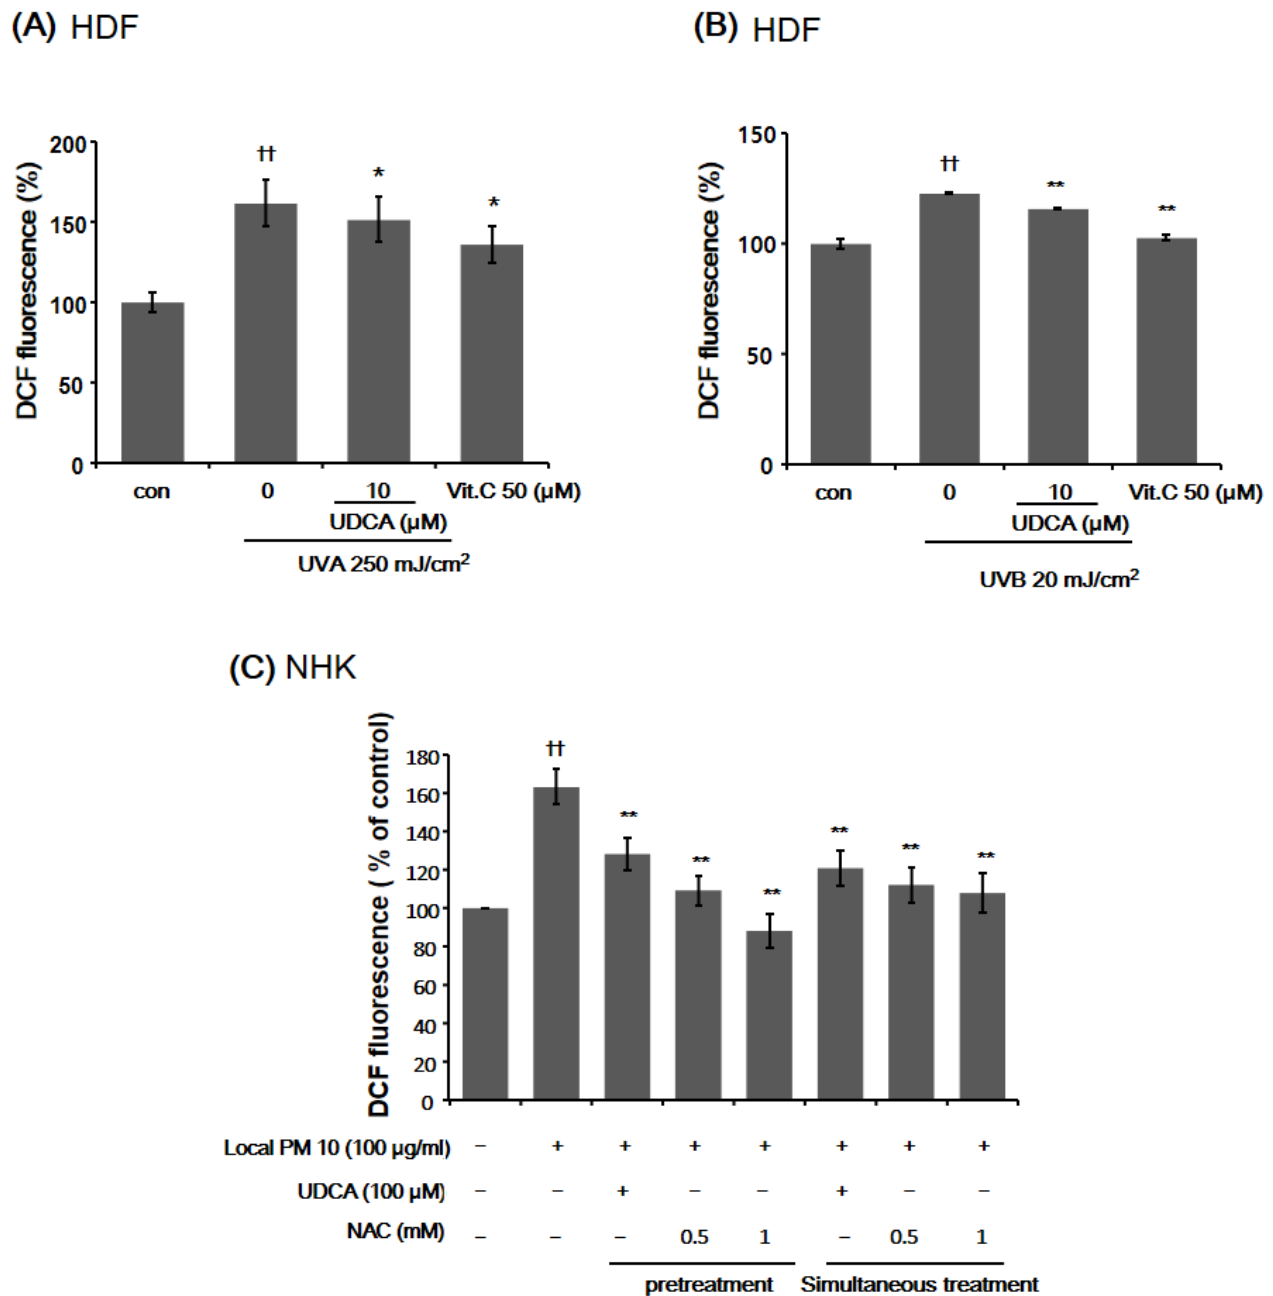 (A) HDF
DCF fluorescence (%)
200
150
100
50
0
††
*
*
con 0 10 Vit.C 50 (µM)
UDCA (µM)
UVA 250 mJ/cm²
(B) HDF
DCF fluorescence (%)
150
100
50
0
††
**
**
con 0 10 Vit.C 50 (µM)
UDCA (µM)
UVB 20 mJ/cm²
(C) NHK
DCF fluorescence ( % of control)
180
160
140
120
100
80
60
40
20
0
††
**
**
**
**
**
**
Local PM 10 (100 µg/ml) − + + + + + + +
UDCA (100 µM) − − + − − + − −
NAC (mM) − − − 0.5 1 − 0.5 1
pretreatment Simultaneous treatment